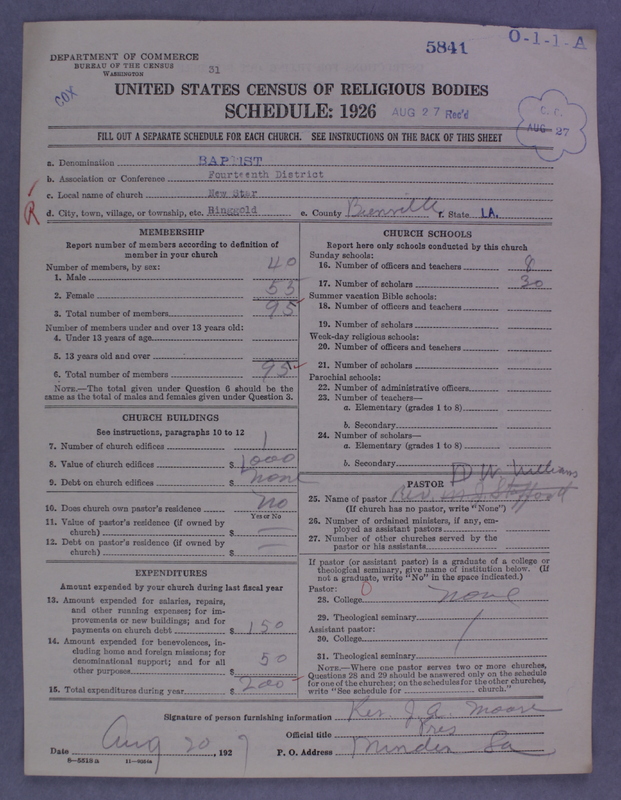 5841
O-1-1-A
DEPARTMENT OF COMMERCE
BUREAU OF THE CENSUS
WASHINGTON
31
COX
UNITED STATES CENSUS OF RELIGIOUS BODIES
SCHEDULE: 1926
AUG 27 Rec'd
AUG 27
FILL OUT A SEPARATE SCHEDULE FOR EACH CHURCH. SEE INSTRUCTIONS ON THE BACK OF THIS SHEET
a. Denomination BAPTIST
b. Association or Conference Fourteenth District
c. Local name of church New Star
R
d. City, town, village, or township, etc. Ringgold e. County Bienville f. State LA.
MEMBERSHIP
Report number of members according to definition of
member in your church
Number of members, by sex:
1. Male 40
2. Female 55
3. Total number of members 95
Number of members under and over 13 years old:
4. Under 13 years of age
5. 13 years old and over
6. Total number of members 95
NOTE.—The total given under Question 6 should be the
same as the total of males and females given under Question 3.
CHURCH BUILDINGS
See instructions, paragraphs 10 to 12
7. Number of church edifices 1
8. Value of church edifices $ 1000
9. Debt on church edifices $ none
10. Does church own pastor's residence no
Yes or No
11. Value of pastor's residence (if owned by
church) $ —
12. Debt on pastor's residence (if owned by
church) $ —
EXPENDITURES
Amount expended by your church during last fiscal year
13. Amount expended for salaries, repairs,
and other running expenses; for im-
provements or new buildings; and for
payments on church debt $ 150
14. Amount expended for benevolences, in-
cluding home and foreign missions; for
denominational support; and for all
other purposes 50
15. Total expenditures during year $ 200
CHURCH SCHOOLS
Report here only schools conducted by this church
Sunday schools:
16. Number of officers and teachers 8
17. Number of scholars 30
Summer vacation Bible schools:
18. Number of officers and teachers
19. Number of scholars
Week-day religious schools:
20. Number of officers and teachers
21. Number of scholars
Parochial schools:
22. Number of administrative officers
23. Number of teachers—
a. Elementary (grades 1 to 8)
b. Secondary
24. Number of scholars—
a. Elementary (grades 1 to 8)
b. Secondary
PASTOR D W Williams
25. Name of pastor Rev.
(If church has no pastor, write "None")
26. Number of ordained ministers, if any, em-
ployed as assistant pastors
27. Number of other churches served by the
pastor or his assistants
If pastor (or assistant pastor) is a graduate of a college or
theological seminary, give name of institution below. (If
not a graduate, write "No" in the space indicated.)
Pastor: 0
28. College none
29. Theological seminary
Assistant pastor:
30. College
31. Theological seminary
NOTE.—Where one pastor serves two or more churches,
Questions 28 and 29 should be answered only on the schedule
for one of the churches; on the schedules for the other churches,
write "See schedule for church."
Signature of person furnishing information Rev. J. A. Moore
Official title Pres
Date Aug 20, 1927 P. O. Address Minden La
8—5518a 11—9051a